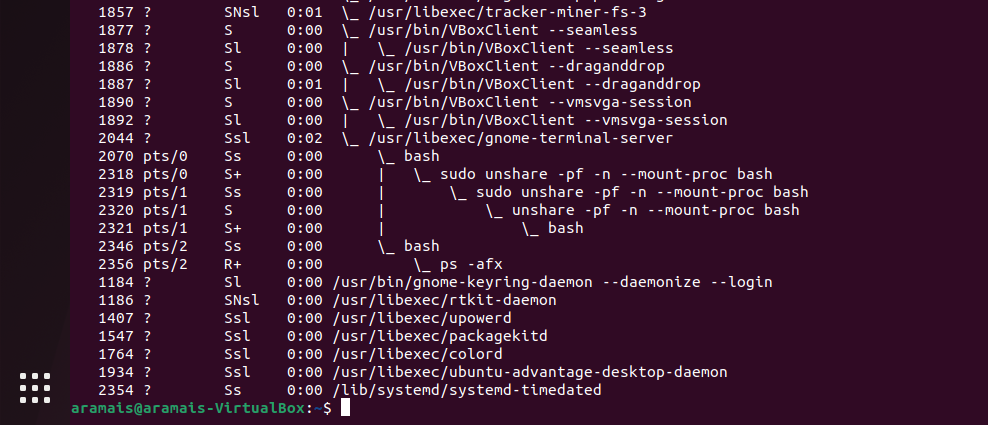 1857 ?        SNsl   0:01  \_ /usr/libexec/tracker-miner-fs-3
1877 ?        S      0:00  \_ /usr/bin/VBoxClient --seamless
1878 ?        Sl     0:00  |   \_ /usr/bin/VBoxClient --seamless
1886 ?        S      0:00  \_ /usr/bin/VBoxClient --draganddrop
1887 ?        Sl     0:01  |   \_ /usr/bin/VBoxClient --draganddrop
1890 ?        S      0:00  \_ /usr/bin/VBoxClient --vmsvga-session
1892 ?        Sl     0:00  |   \_ /usr/bin/VBoxClient --vmsvga-session
2044 ?        Ssl    0:02  \_ /usr/libexec/gnome-terminal-server
2070 pts/0    Ss     0:00      \_ bash
2318 pts/0    S+     0:00      |   \_ sudo unshare -pf -n --mount-proc bash
2319 pts/1    Ss     0:00      |       \_ sudo unshare -pf -n --mount-proc bash
2320 pts/1    S      0:00      |           \_ unshare -pf -n --mount-proc bash
2321 pts/1    S+     0:00      |               \_ bash
2346 pts/2    Ss     0:00      \_ bash
2356 pts/2    R+     0:00          \_ ps -afx
1184 ?        Sl     0:00 /usr/bin/gnome-keyring-daemon --daemonize --login
1186 ?        SNsl   0:00 /usr/libexec/rtkit-daemon
1407 ?        Ssl    0:00 /usr/libexec/upowerd
1547 ?        Ssl    0:00 /usr/libexec/packagekitd
1764 ?        Ssl    0:00 /usr/libexec/colord
1934 ?        Ssl    0:00 /usr/libexec/ubuntu-advantage-desktop-daemon
2354 ?        Ss     0:00 /lib/systemd/systemd-timedated
aramais@aramais-VirtualBox:~$